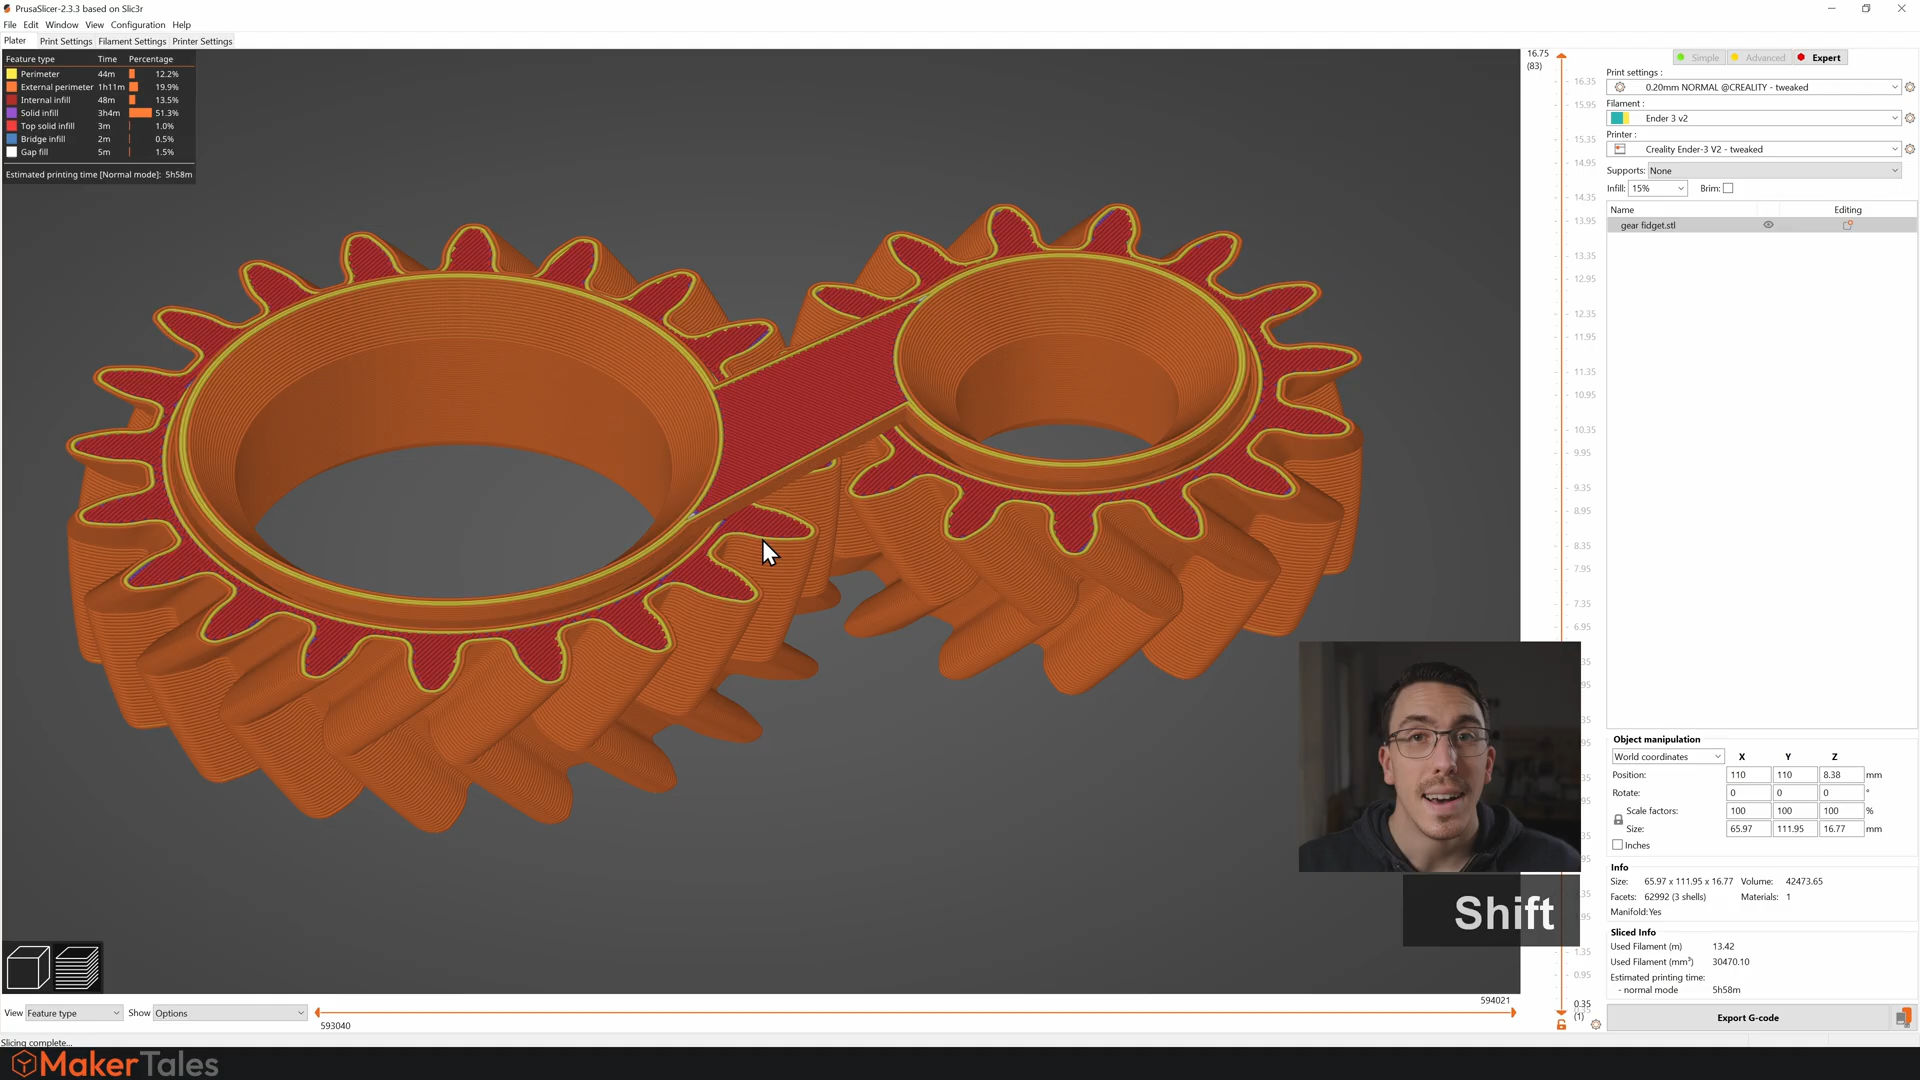 PrusaSlicer-2.3.3 based on Slic3r
File Edit Window View Configuration Help
Plater Print Settings Filament Settings Printer Settings
Feature type Time Percentage
Perimeter 44m 12.2%
External perimeter 1h11m 19.9%
Internal infill 48m 13.5%
Solid infill 3h4m 51.3%
Top solid infill 3m 1.0%
Bridge infill 2m 0.5%
Gap fill 5m 1.5%
Estimated printing time [Normal mode]: 5h58m
16.75
(83)
16.35
15.95
15.35
14.95
14.35
13.95
13.35
12.95
12.35
11.95
11.35
10.95
10.35
9.95
9.35
8.95
8.35
7.95
7.35
6.95
1.35
0.95
0.35
(1)
Simple Advanced Expert
Print settings :
0.20mm NORMAL @CREALITY - tweaked
Filament :
Ender 3 v2
Printer :
Creality Ender-3 V2 - tweaked
Supports: None
Infill: 15% Brim:
Name Editing
gear fidget.stl
Object manipulation
World coordinates X Y Z
Position: 110 110 8.38 mm
Rotate: 0 0 0 °
Scale factors: 100 100 100 %
Size: 65.97 111.95 16.77 mm
Inches
Info
Size: 65.97 x 111.95 x 16.77 Volume: 42473.65
Facets: 62992 (3 shells) Materials: 1
Manifold:Yes
Sliced Info
Used Filament (m) 13.42
Used Filament (mm³) 30470.10
Estimated printing time:
- normal mode 5h58m
Export G-code
Shift
View Feature type Show Options
594021
593040
Slicing complete...
MakerTales